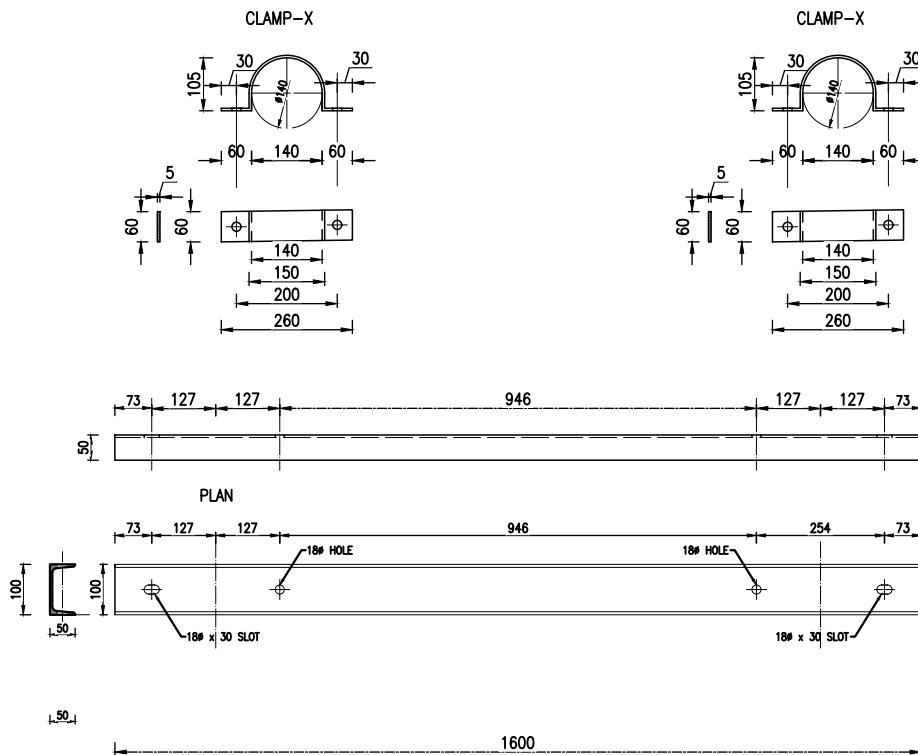 CLAMP-X CLAMP-X
30 30 105 ø140
30 30 105 ø140
60 140 60
60 140 60
5 60 60
5 60 60
140
150
200
260
140
150
200
260
73 127 127 946 127 127 73
50
PLAN
73 127 127 946 254 73
18ø HOLE 18ø HOLE
100 100
50
18ø x 30 SLOT 18ø x 30 SLOT
50
1600